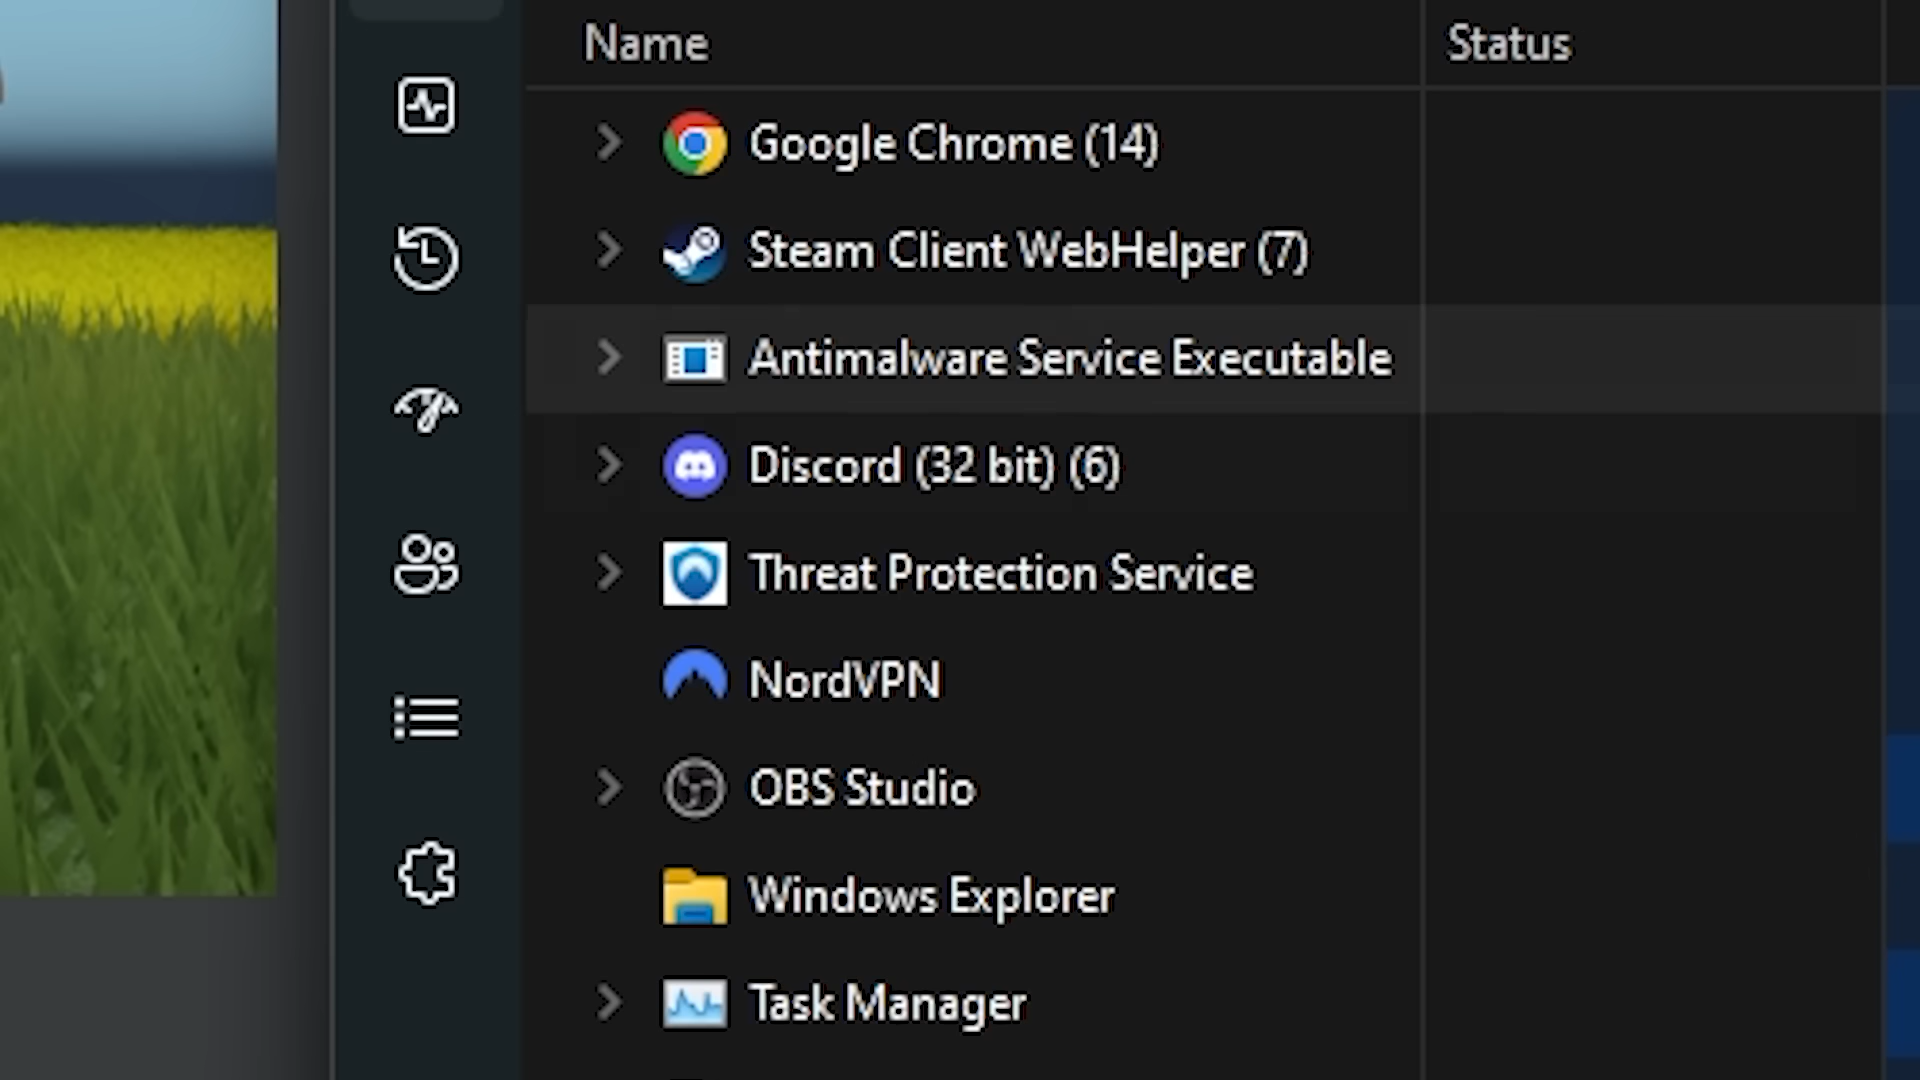 Name Status
Google Chrome (14)
Steam Client WebHelper (7)
Antimalware Service Executable
Discord (32 bit) (6)
Threat Protection Service
NordVPN
OBS Studio
Windows Explorer
Task Manager